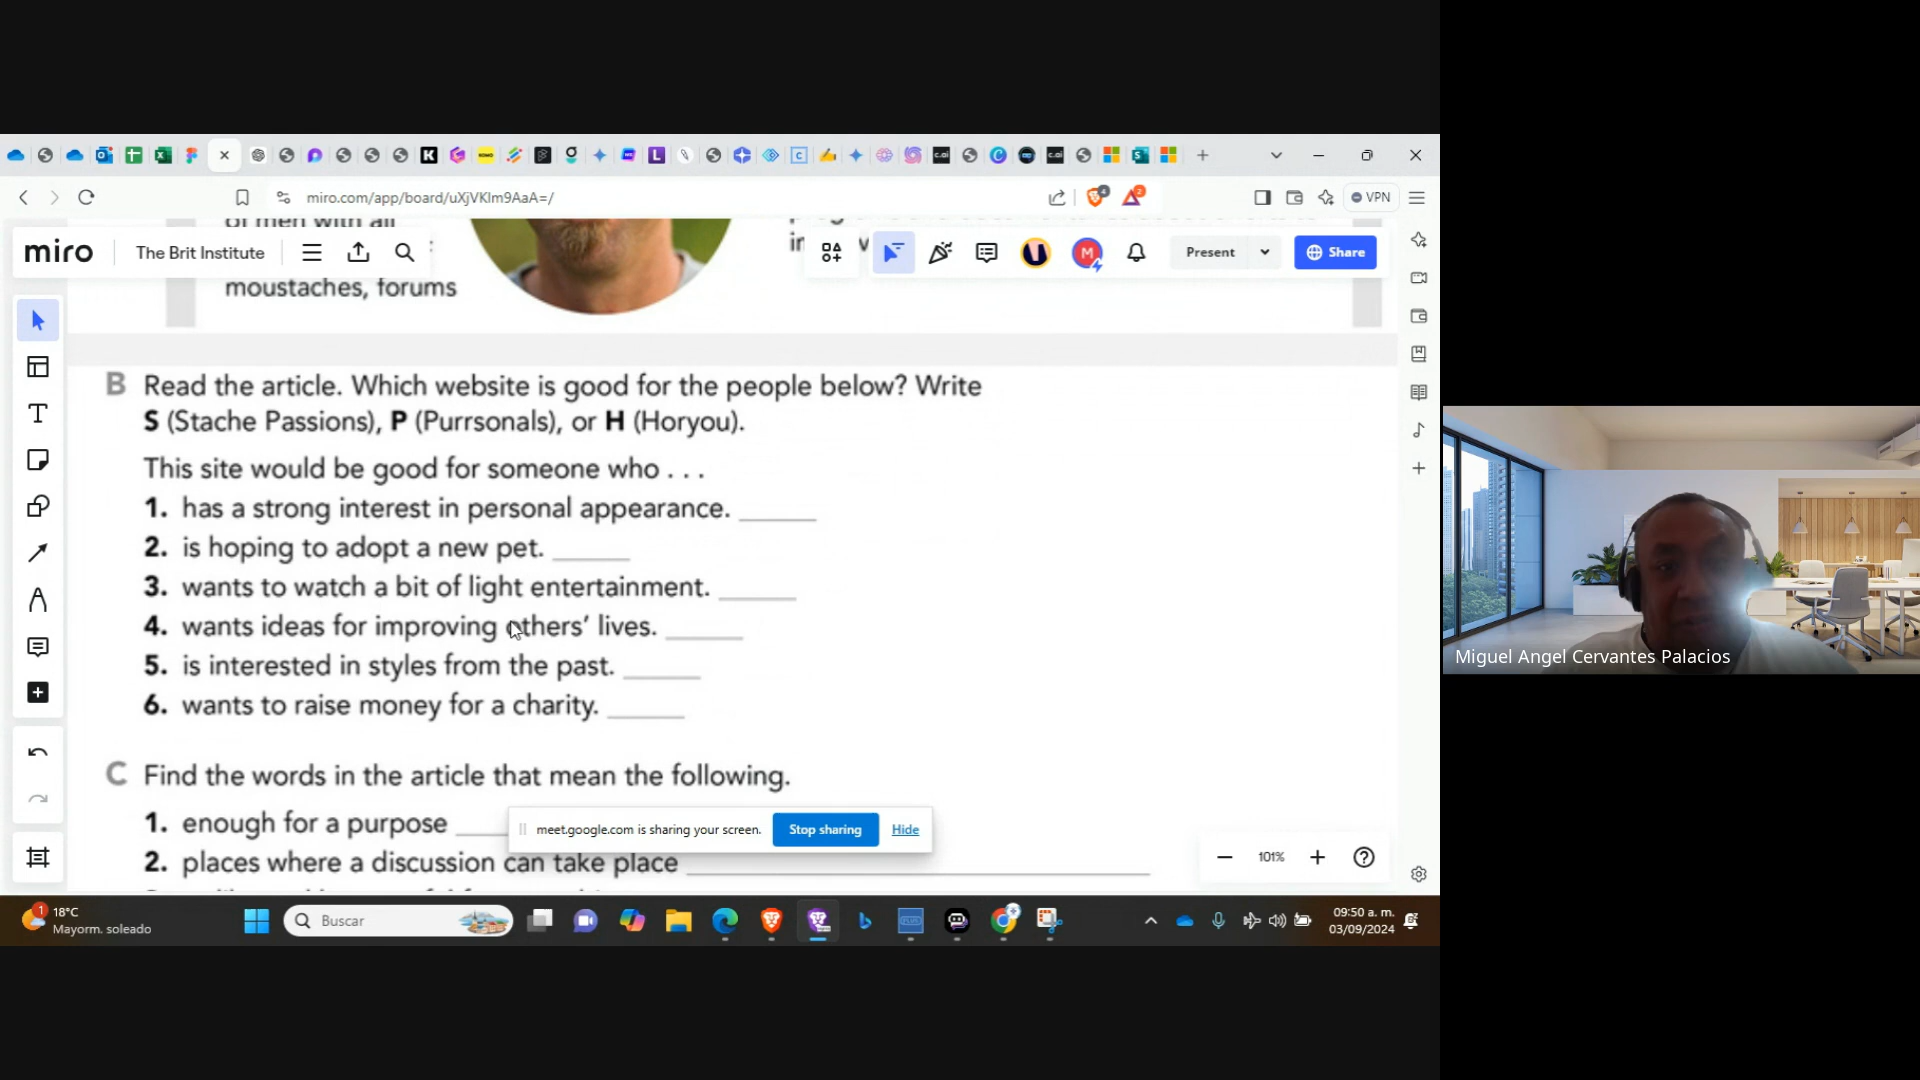 miro.com/app/board/uXjVKIm9AaA=/
VPN
of men with all
miro
The Brit Institute
Present
Share
moustaches, forums
B Read the article. Which website is good for the people below? Write
S (Stache Passions), P (Purrsonals), or H (Horyou).
This site would be good for someone who . . .
1. has a strong interest in personal appearance.
2. is hoping to adopt a new pet.
3. wants to watch a bit of light entertainment.
4. wants ideas for improving others' lives.
5. is interested in styles from the past.
6. wants to raise money for a charity.
C Find the words in the article that mean the following.
1. enough for a purpose
meet.google.com is sharing your screen.
Stop sharing
Hide
2. places where a discussion can take place
101%
Miguel Angel Cervantes Palacios
18°C
Mayorm. soleado
Buscar
09:50 a. m.
03/09/2024